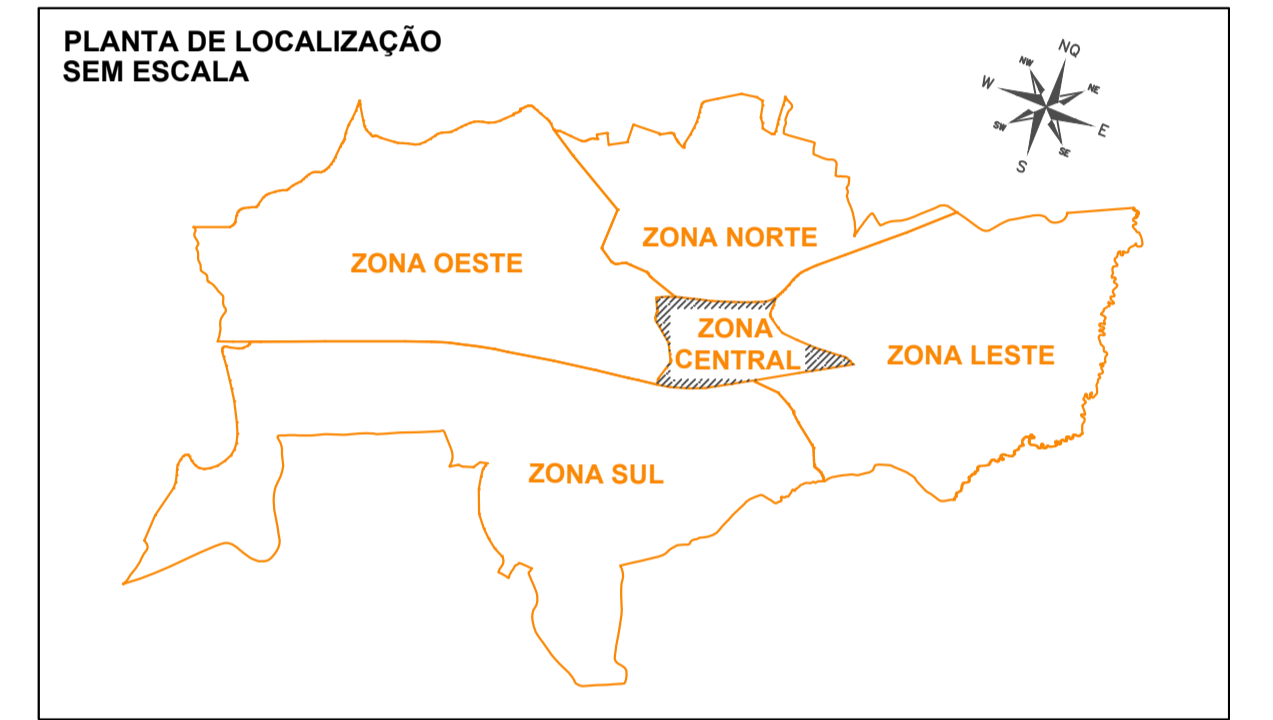 PLANTA DE LOCALIZAÇÃO
SEM ESCALA
NQ
NW
NE
W
E
SW
SE
S
ZONA NORTE
ZONA OESTE
ZONA
CENTRAL
ZONA LESTE
ZONA SUL